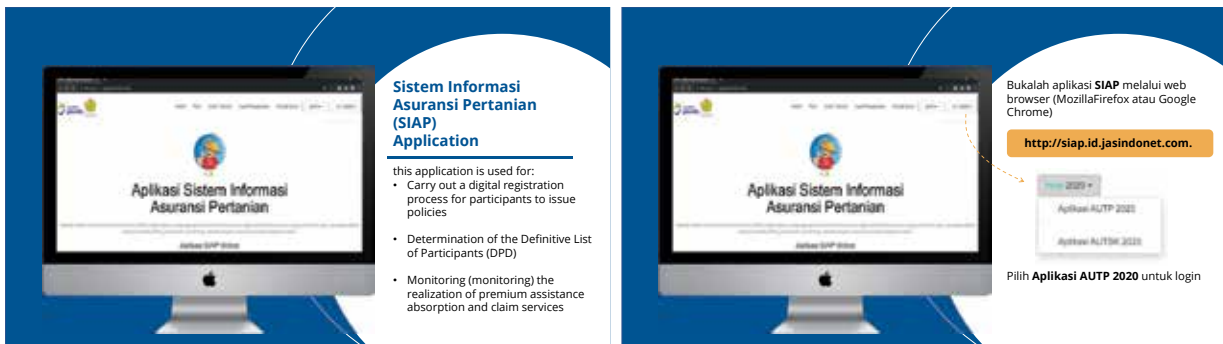 Aplikasi Sistem Informasi
Asuransi Pertanian
Sistem Informasi
Asuransi Pertanian
(SIAP)
Application
this application is used for:
• Carry out a digital registration
process for participants to issue
policies
• Determination of the Definitive List
of Participants (DPD)
• Monitoring (monitoring) the
realization of premium assistance
absorption and claim services
Aplikasi Sistem Informasi
Asuransi Pertanian
Bukalah aplikasi SIAP melalui web
browser (MozillaFirefox atau Google
Chrome)
http://siap.id.jasindonet.com.
2020
Aplikasi AUTP 2020
Aplikasi AUTSK 2020
Pilih Aplikasi AUTP 2020 untuk login